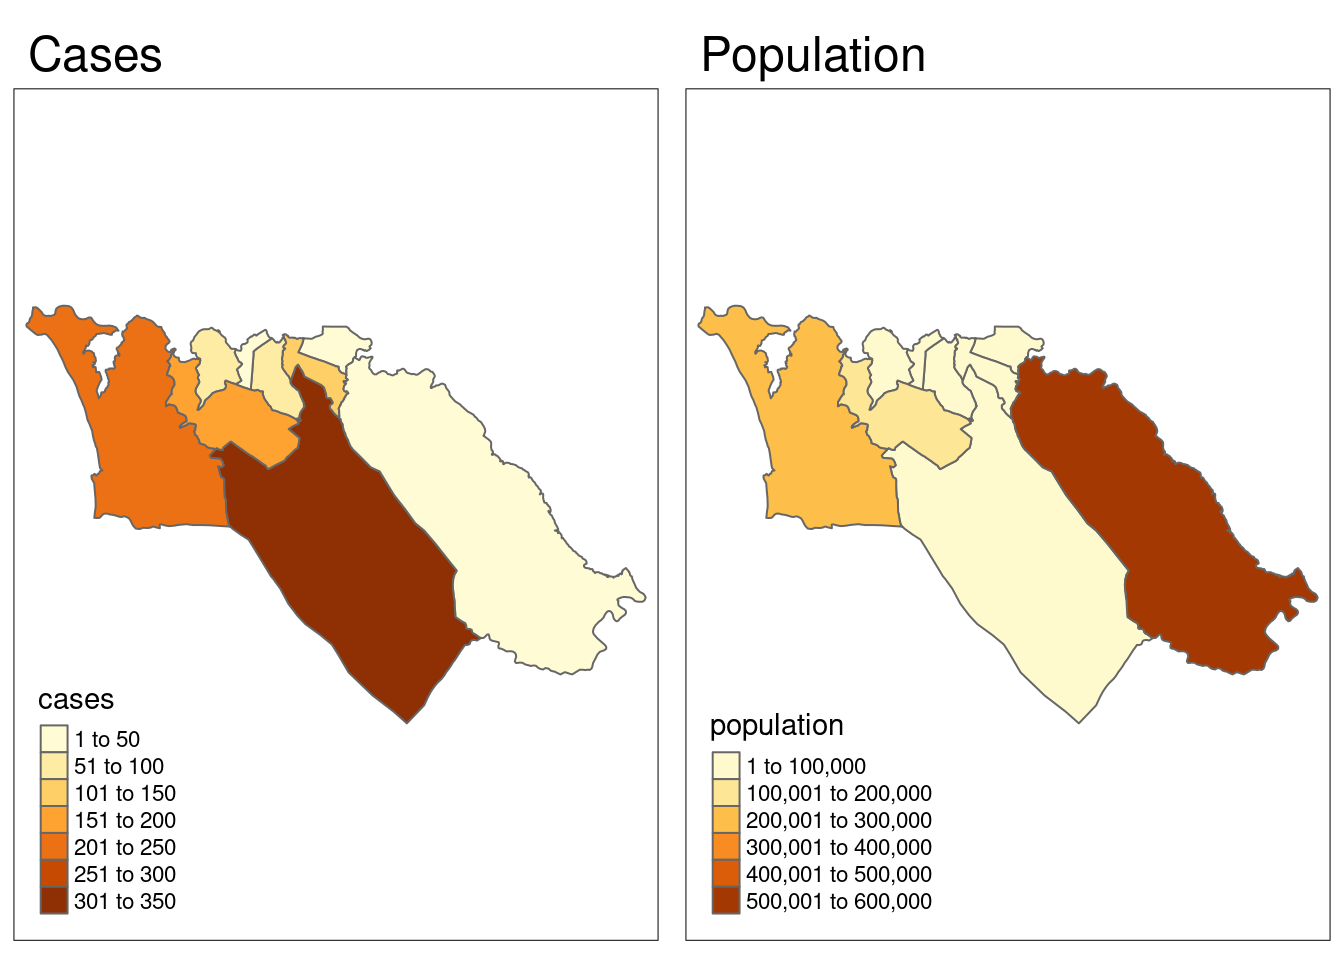 Cases
Population
cases
1 to 50
51 to 100
101 to 150
151 to 200
201 to 250
251 to 300
301 to 350
population
1 to 100,000
100,001 to 200,000
200,001 to 300,000
300,001 to 400,000
400,001 to 500,000
500,001 to 600,000